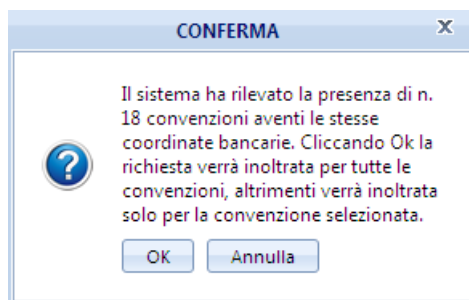 CONFERMA
Il sistema ha rilevato la presenza di n.
18 convenzioni aventi le stesse
coordinate bancarie. Cliccando Ok la
richiesta verrà inoltrata per tutte le
convenzioni, altrimenti verrà inoltrata
solo per la convenzione selezionata.
OK Annulla